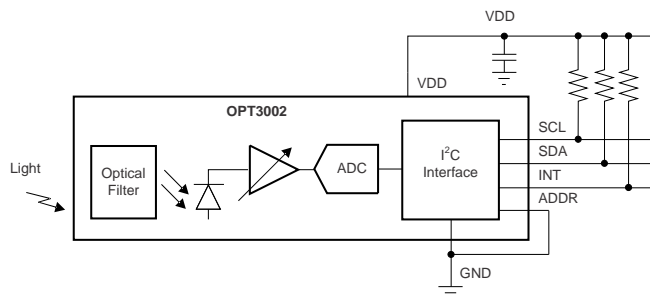 VDD
VDD
OPT3002
Light
Optical
Filter
ADC
I²C
Interface
SCL
SDA
INT
ADDR
GND